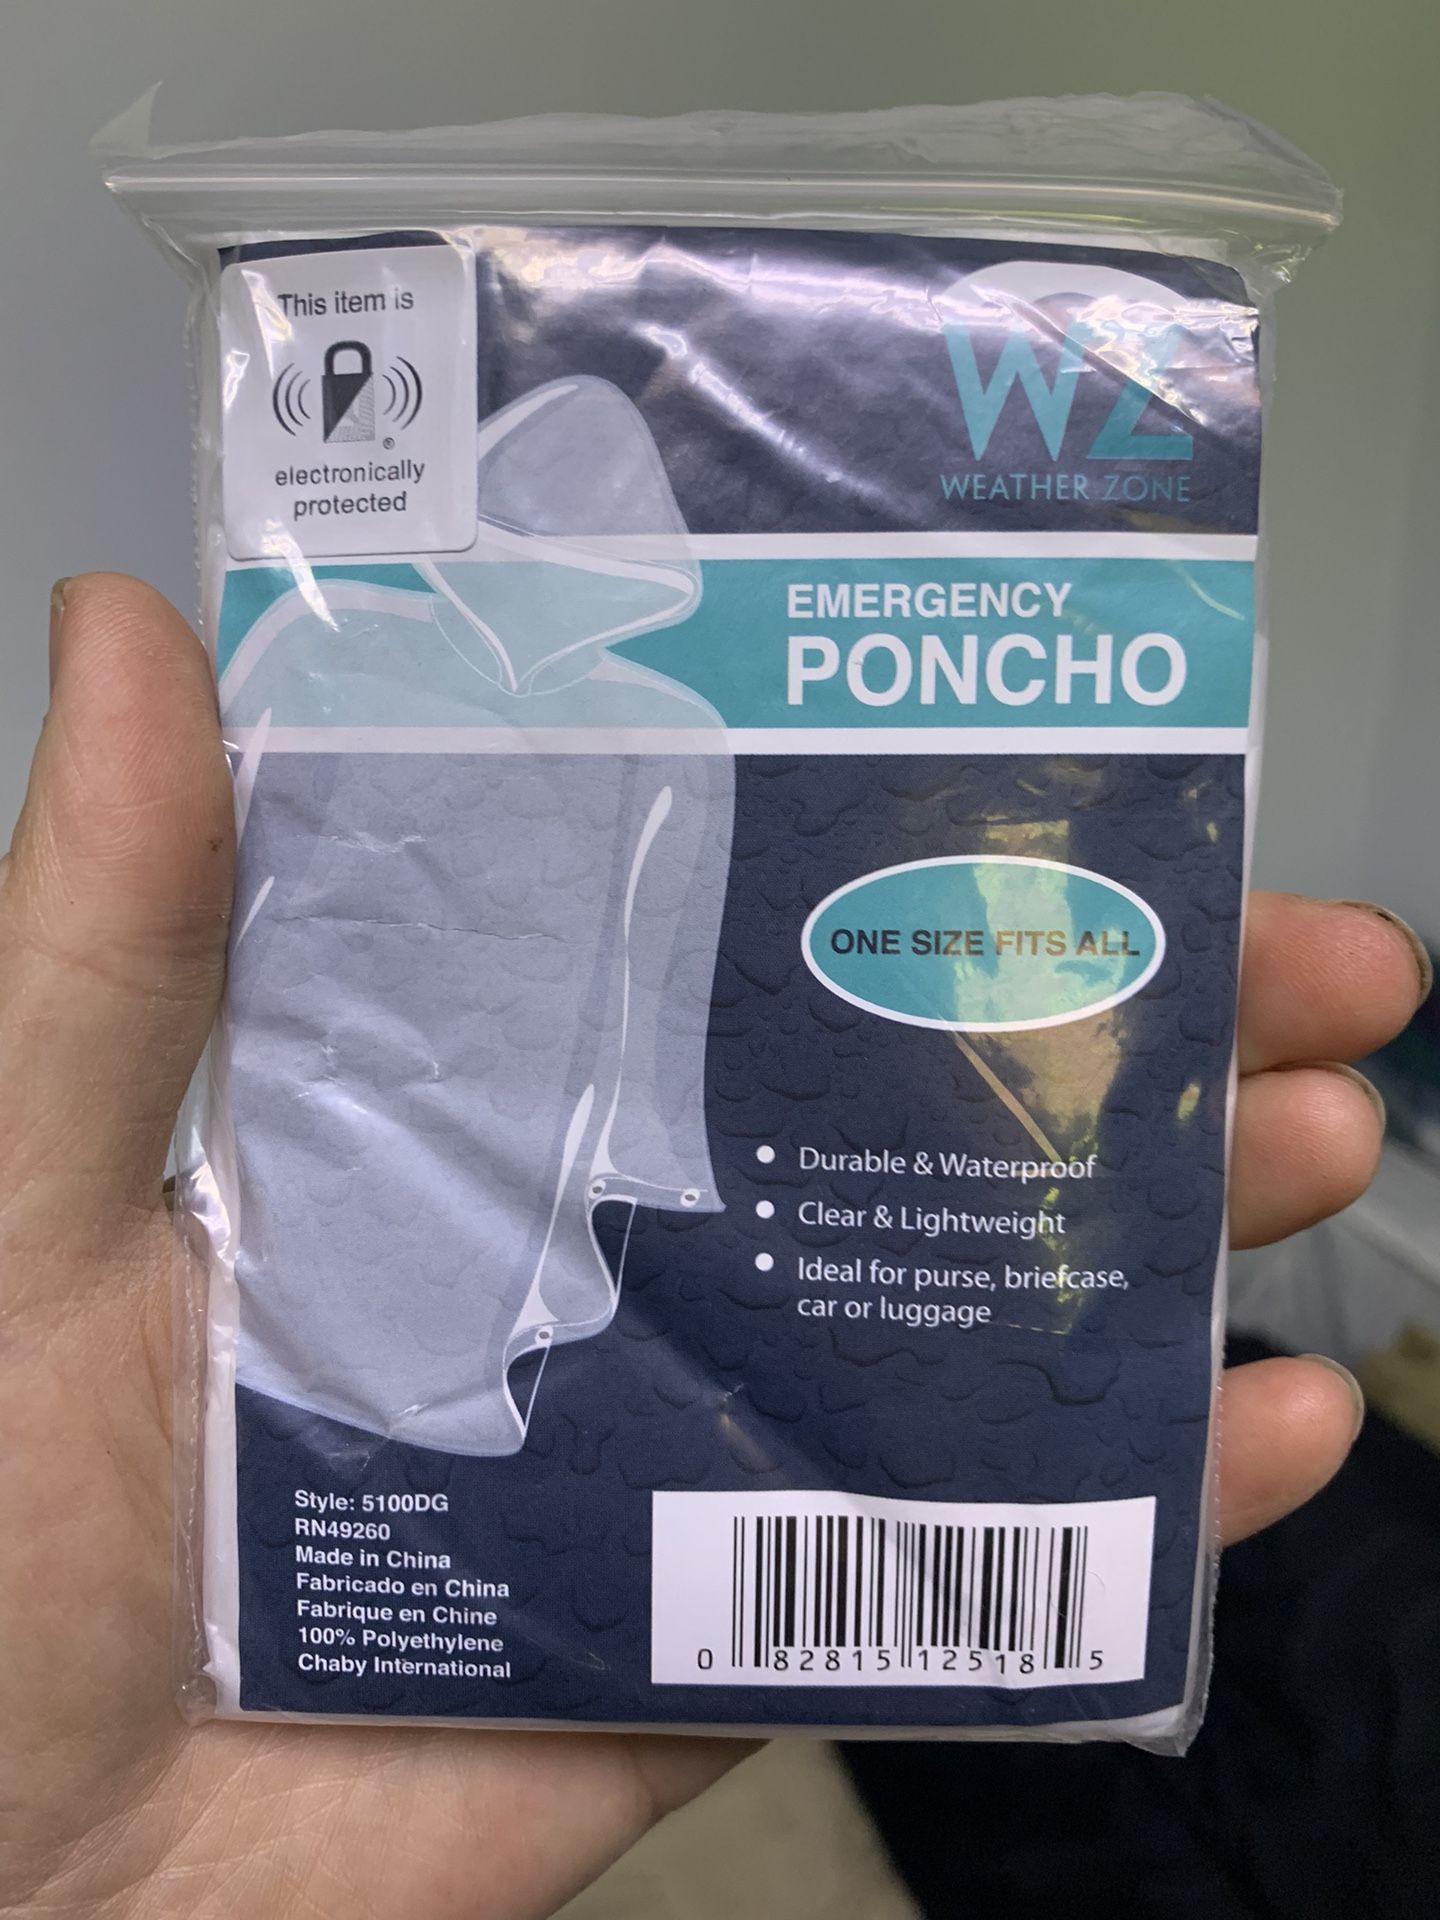 This item is
®
electronically
protected
WZ
WEATHER ZONE
EMERGENCY
PONCHO
ONE SIZE FITS ALL
• Durable & Waterproof
• Clear & Lightweight
• Ideal for purse, briefcase,
car or luggage
Style: 5100DG
RN49260
Made in China
Fabricado en China
Fabrique en Chine
100% Polyethylene
Chaby International
0 82815 12518 5